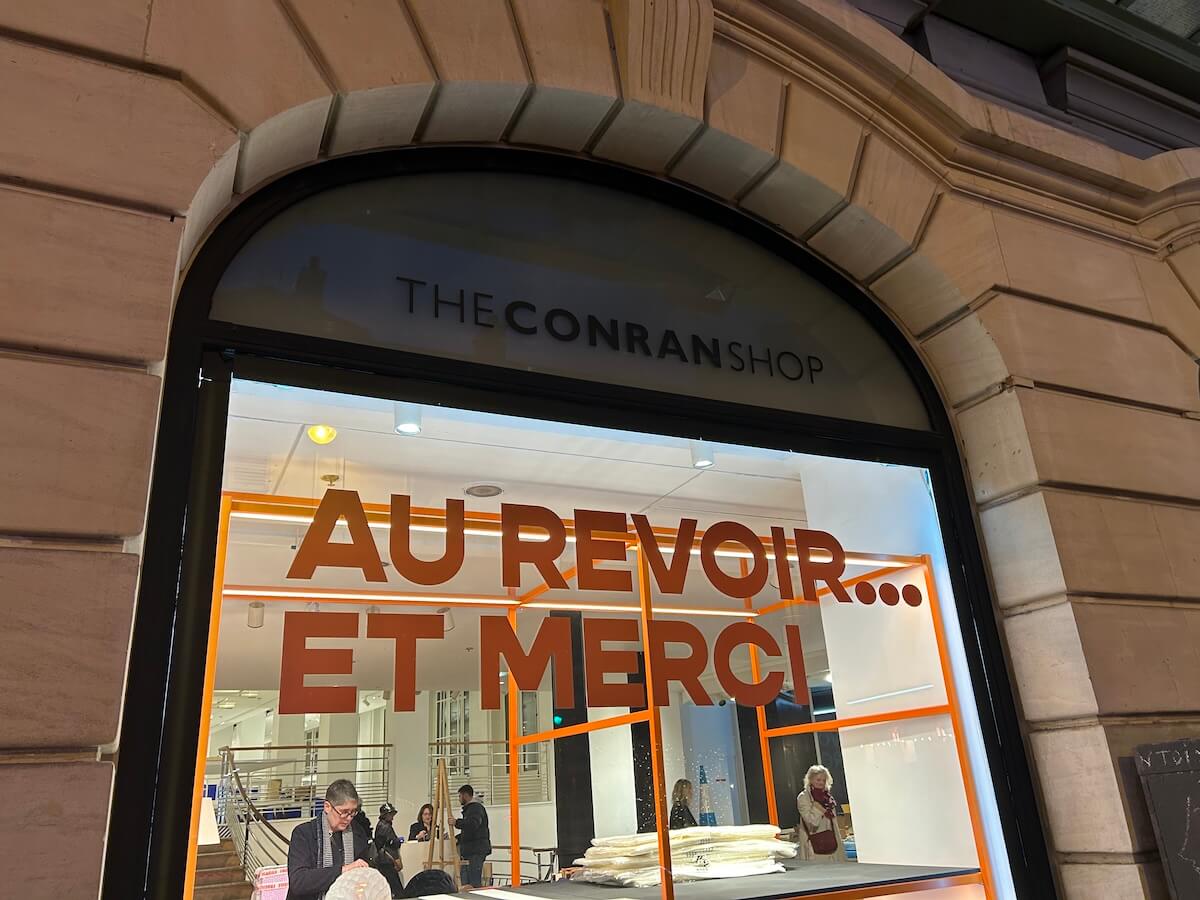 THE CONRAN SHOP
AU REVOIR...
ET MERCI